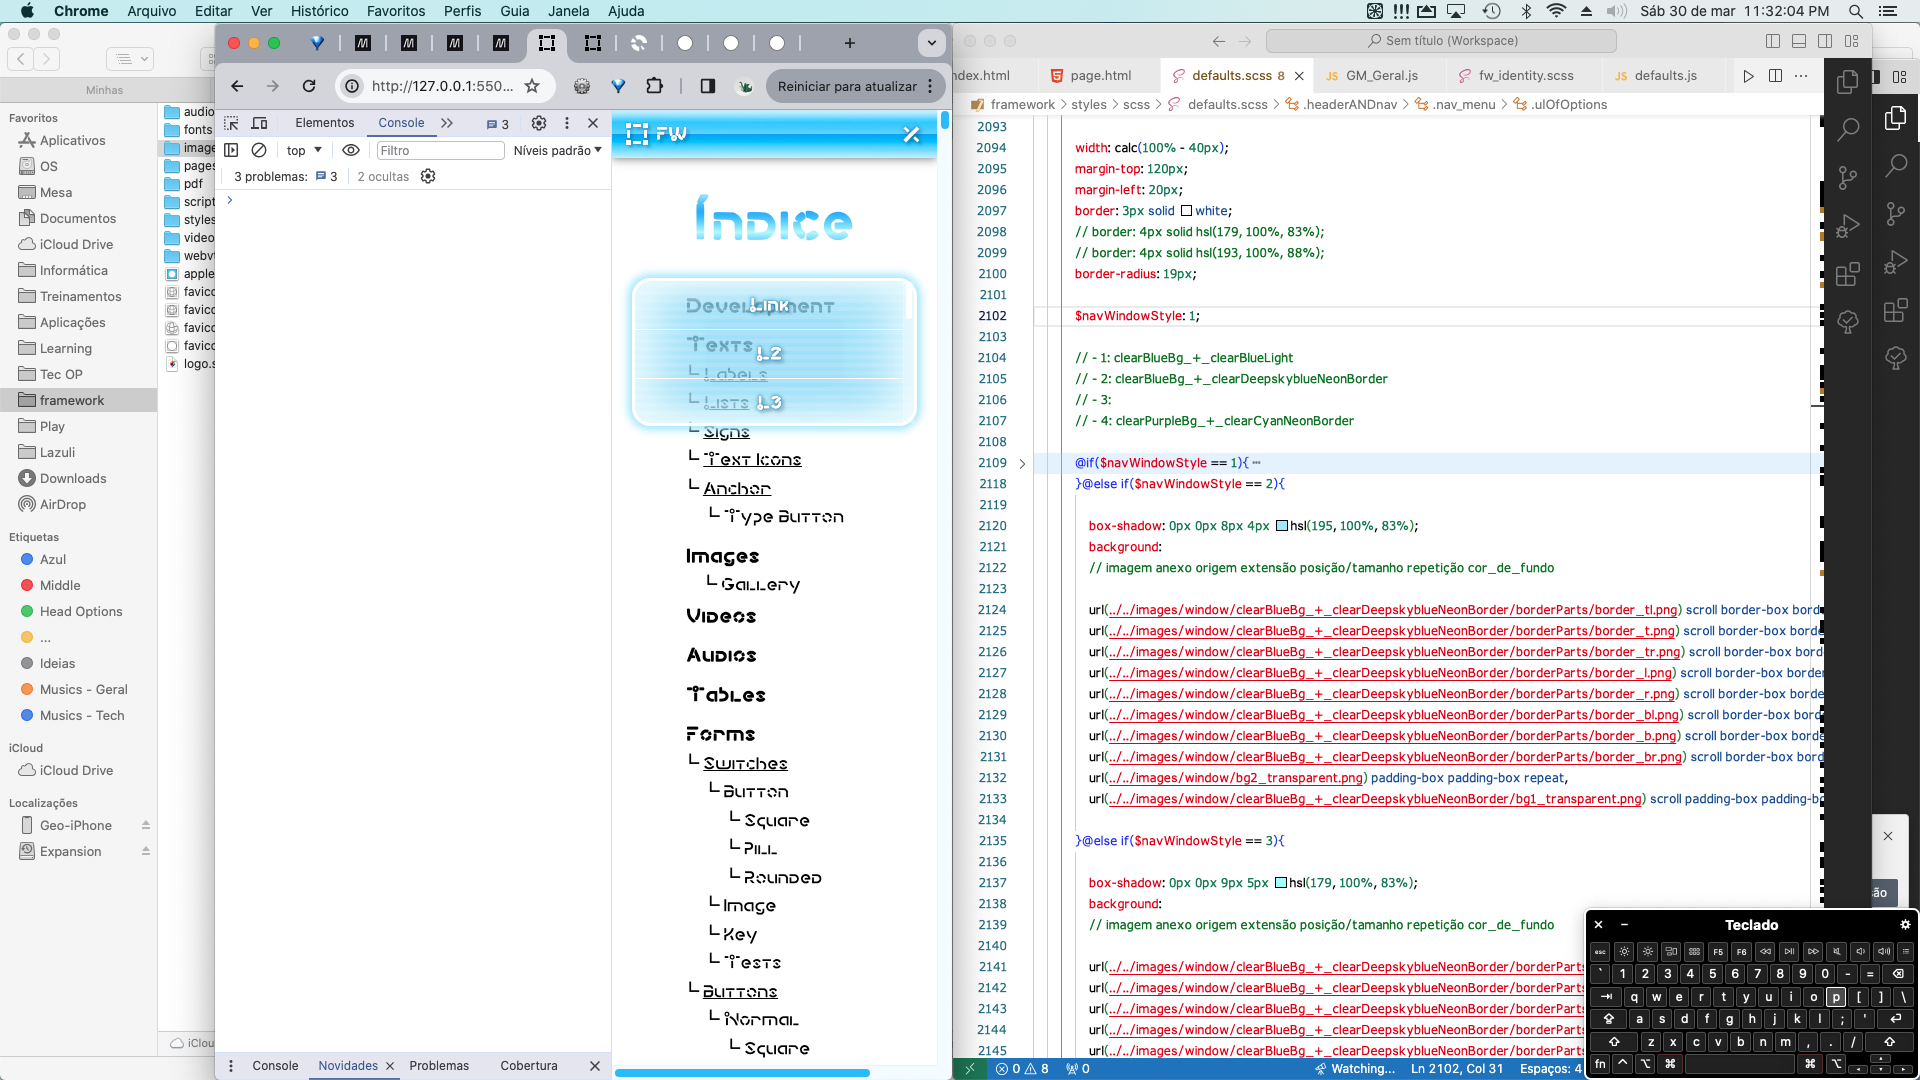 Chrome Arquivo Editar Ver Histórico Favoritos Perfis Guia Janela Ajuda
Sáb 30 de mar 11:32:04 PM
Minhas
Favoritos
Aplicativos
OS
Mesa
Documentos
iCloud Drive
Informática
Treinamentos
Aplicações
Learning
Tec OP
framework
Play
Lazuli
Downloads
AirDrop
Etiquetas
Azul
Middle
Head Options
...
Ideias
Musics - Geral
Musics - Tech
iCloud
iCloud Drive
Localizações
Geo-iPhone
Expansion
audio
fonts
image
pages
pdf
script
styles
video
webv
apple
favico
favico
favico
favico
logo.s
iClou
http://127.0.0.1:550...
Reiniciar para atualizar
Elementos Console 3
top Filtro Níveis padrão
3 problemas: 3 2 ocultas
Console Novidades Problemas Cobertura
FW
Índice
Development
Link
Texts
L2
Labels
Lists
L3
Signs
Text Icons
Anchor
Type Button
Images
Gallery
Videos
Audios
Tables
Forms
Switches
Button
Square
Pill
Rounded
Image
Key
Tests
Buttons
Normal
Square
Sem título (Workspace)
ndex.html page.html defaults.scss 8 GM_Geral.js fw_identity.scss defaults.js
framework > styles > scss > defaults.scss > .headerANDnav > .nav_menu > .ulOfOptions
2093
2094 width: calc(100% - 40px);
2095 margin-top: 120px;
2096 margin-left: 20px;
2097 border: 3px solid white;
2098 // border: 4px solid hsl(179, 100%, 83%);
2099 // border: 4px solid hsl(193, 100%, 88%);
2100 border-radius: 19px;
2101
2102 $navWindowStyle: 1;
2103
2104 // - 1: clearBlueBg_+_clearBlueLight
2105 // - 2: clearBlueBg_+_clearDeepskyblueNeonBorder
2106 // - 3:
2107 // - 4: clearPurpleBg_+_clearCyanNeonBorder
2108
2109 @if($navWindowStyle == 1){ ···
2118 }@else if($navWindowStyle == 2){
2119
2120 box-shadow: 0px 0px 8px 4px hsl(195, 100%, 83%);
2121 background:
2122 // imagem anexo origem extensão posição/tamanho repetição cor_de_fundo
2123
2124 url(../../images/window/clearBlueBg_+_clearDeepskyblueNeonBorder/borderParts/border_tl.png) scroll border-box bord
2125 url(../../images/window/clearBlueBg_+_clearDeepskyblueNeonBorder/borderParts/border_t.png) scroll border-box borde
2126 url(../../images/window/clearBlueBg_+_clearDeepskyblueNeonBorder/borderParts/border_tr.png) scroll border-box bord
2127 url(../../images/window/clearBlueBg_+_clearDeepskyblueNeonBorder/borderParts/border_l.png) scroll border-box border
2128 url(../../images/window/clearBlueBg_+_clearDeepskyblueNeonBorder/borderParts/border_r.png) scroll border-box borde
2129 url(../../images/window/clearBlueBg_+_clearDeepskyblueNeonBorder/borderParts/border_bl.png) scroll border-box bord
2130 url(../../images/window/clearBlueBg_+_clearDeepskyblueNeonBorder/borderParts/border_b.png) scroll border-box borde
2131 url(../../images/window/clearBlueBg_+_clearDeepskyblueNeonBorder/borderParts/border_br.png) scroll border-box bord
2132 url(../../images/window/bg2_transparent.png) padding-box padding-box repeat,
2133 url(../../images/window/clearBlueBg_+_clearDeepskyblueNeonBorder/bg1_transparent.png) scroll padding-box padding-bo
2134
2135 }@else if($navWindowStyle == 3){
2136
2137 box-shadow: 0px 0px 9px 5px hsl(179, 100%, 83%);
2138 background:
2139 // imagem anexo origem extensão posição/tamanho repetição cor_de_fundo
2140
2141 url(../../images/window/clearBlueBg_+_clearDeepskyblueNeonBorder/borderParts
2142 url(../../images/window/clearBlueBg_+_clearDeepskyblueNeonBorder/borderParts
2143 url(../../images/window/clearBlueBg_+_clearDeepskyblueNeonBorder/borderParts
2144 url(../../images/window/clearBlueBg_+_clearDeepskyblueNeonBorder/borderParts
2145 url(../../images/window/clearBlueBg_+_clearDeepskyblueNeonBorder/borderParts
0 8 0 Watching... Ln 2102, Col 31 Espaços: 4
ão
Teclado
esc F5 F6
` 1 2 3 4 5 6 7 8 9 0 - =
q w e r t y u i o p [ ] \
a s d f g h j k l ; '
z x c v b n m , . /
fn